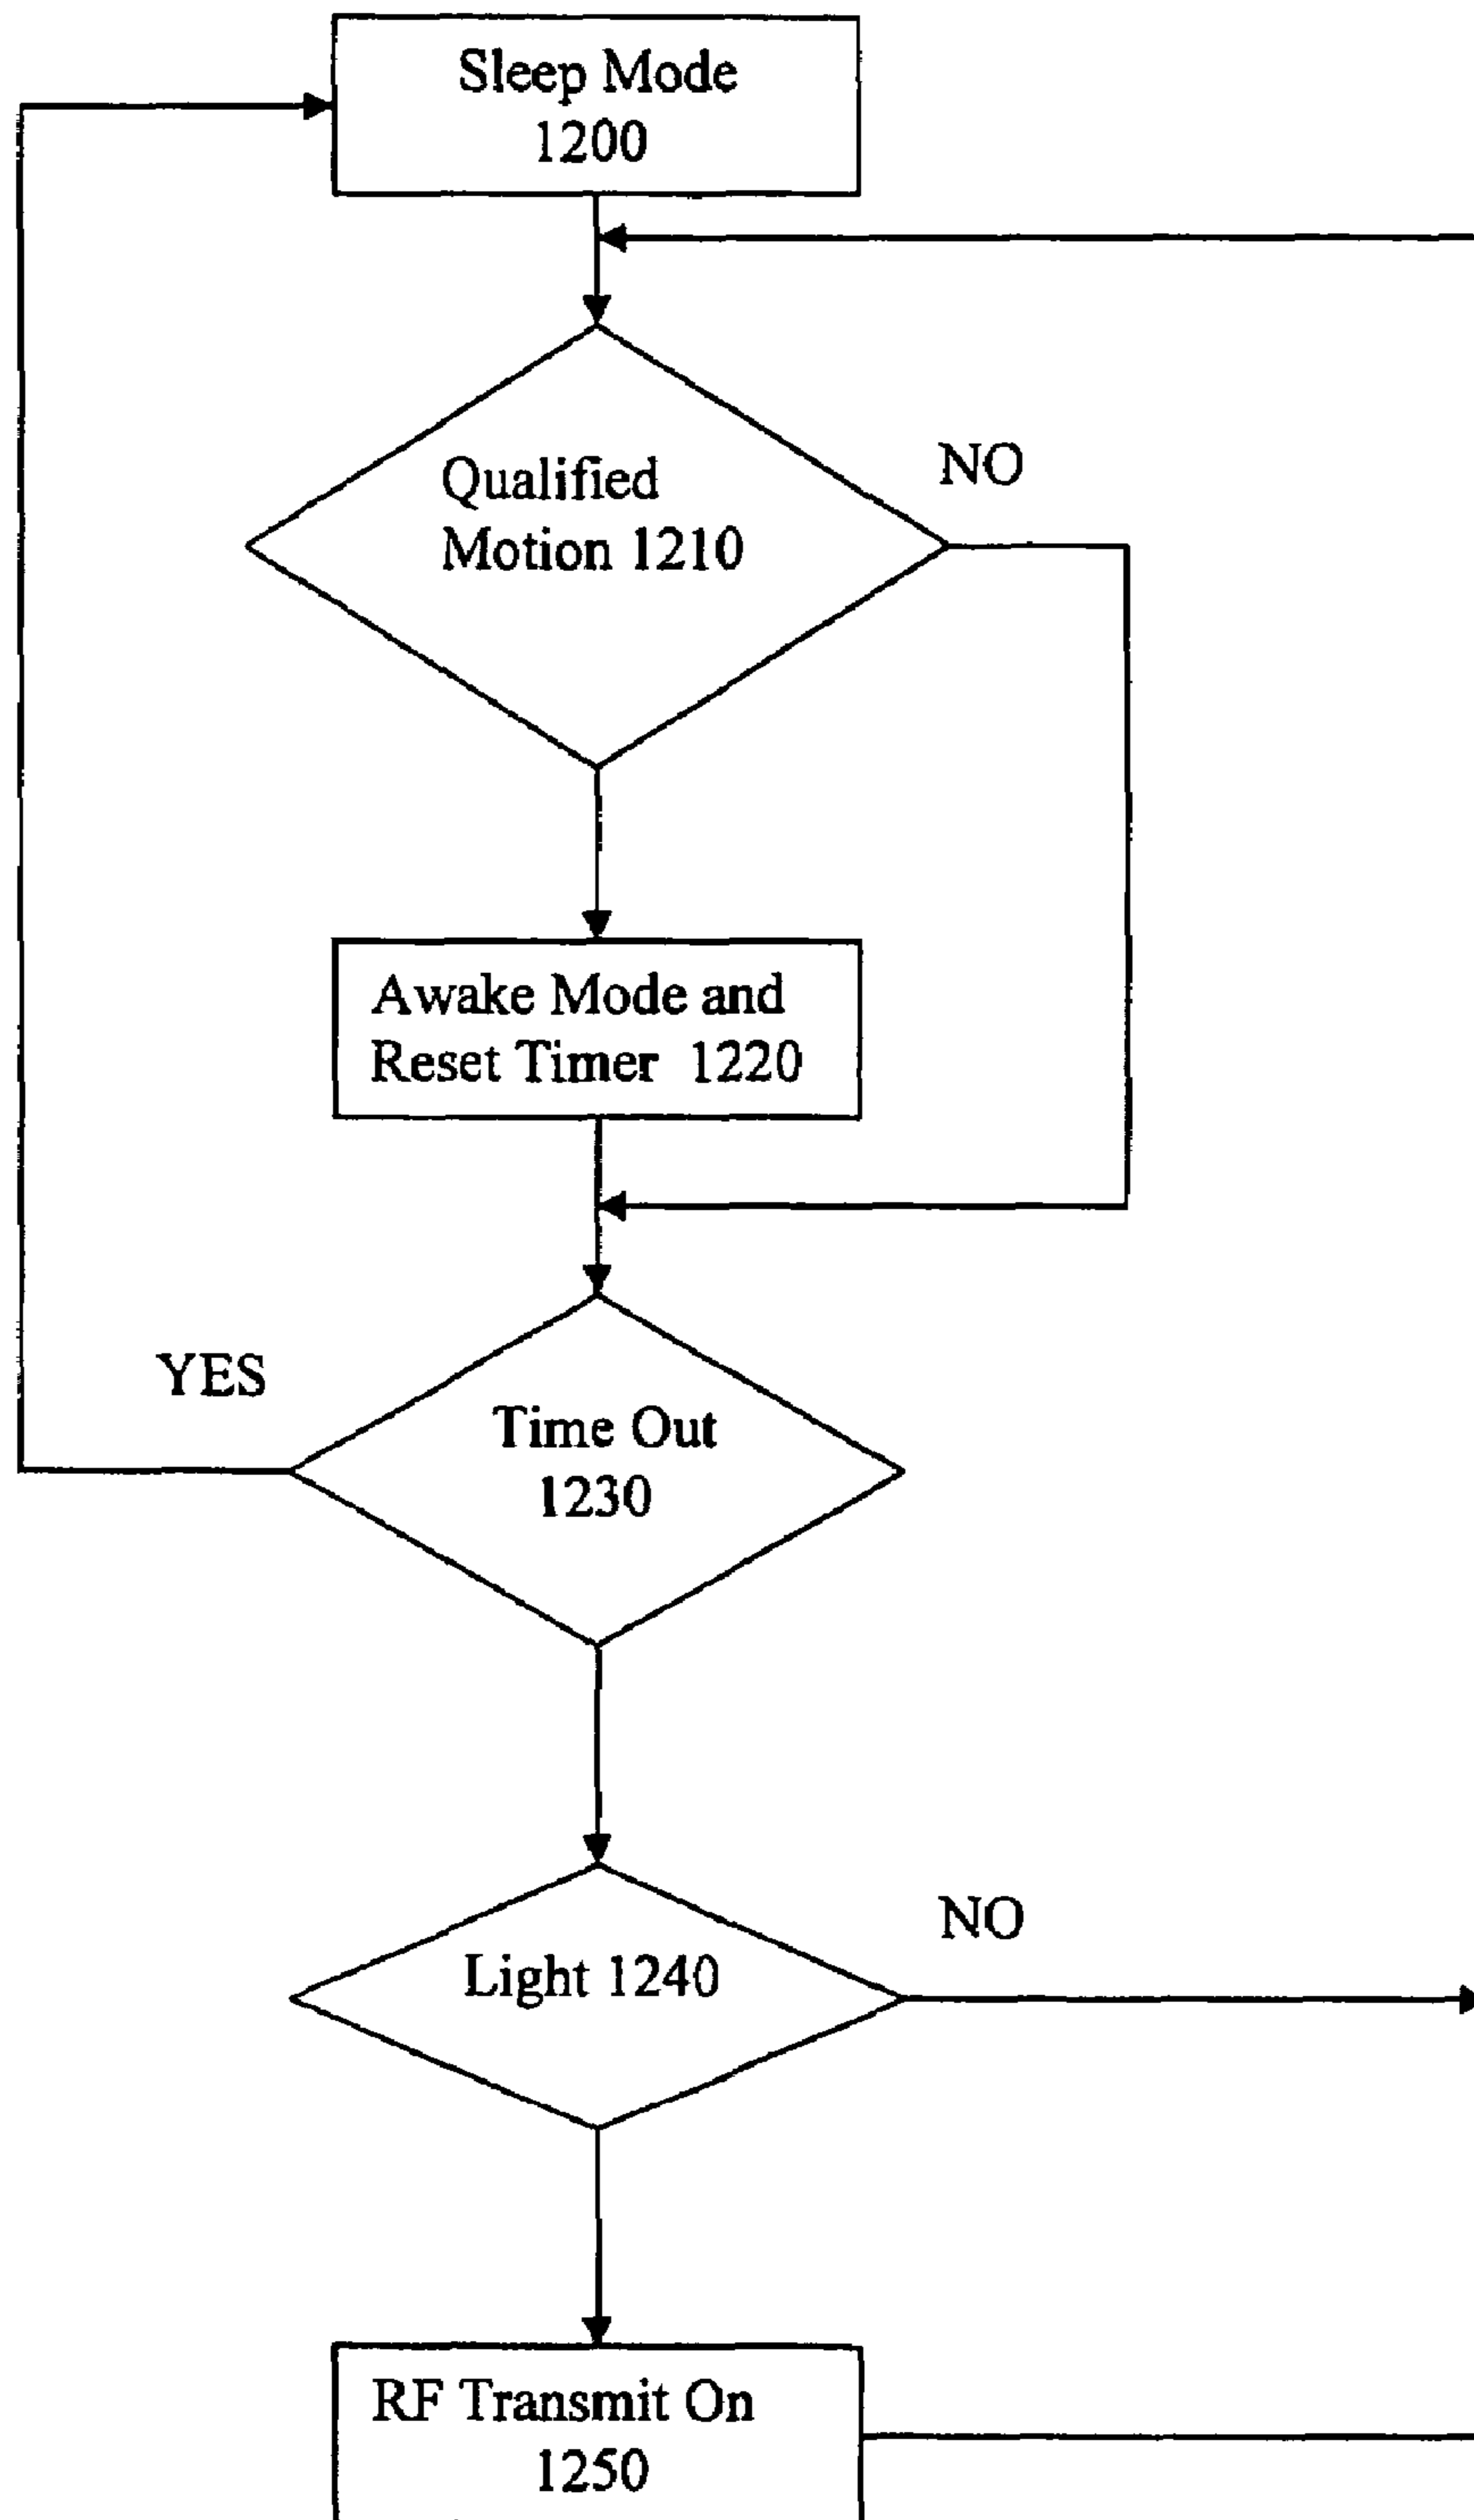 Sleep Mode
1200
Qualified
Motion 1210
NO
Awake Mode and
Reset Timer 1220
YES
Time Out
1230
NO
Light 1240
RF Transmit On
1250